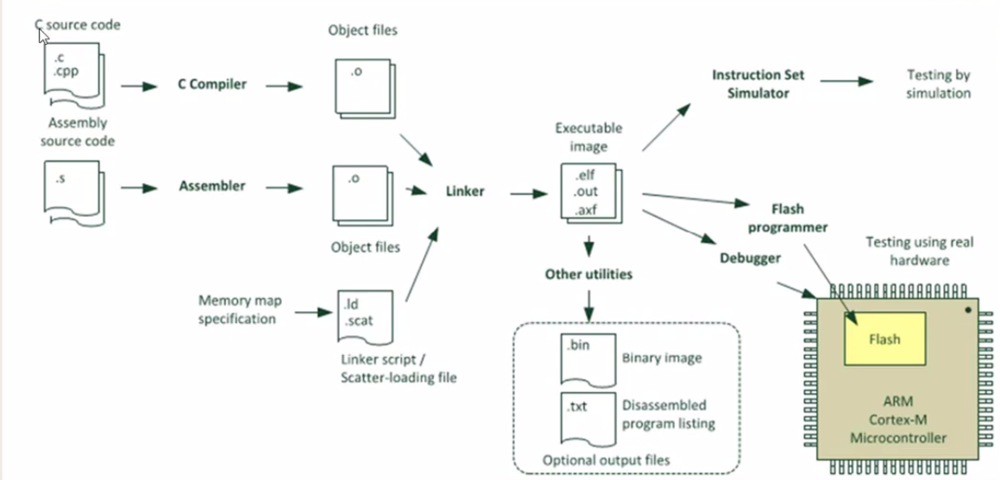 C source code
.c
.cpp
C Compiler
Object files
.o
Assembly
source code
.s
Assembler
.o
Object files
Linker
Memory map
specification
.ld
.scat
Linker script /
Scatter-loading file
Executable
image
.elf
.out
.axf
Instruction Set
Simulator
Testing by
simulation
Flash
programmer
Debugger
Testing using real
hardware
Flash
ARM
Cortex-M
Microcontroller
Other utilities
.bin
Binary image
.txt
Disassembled
program listing
Optional output files